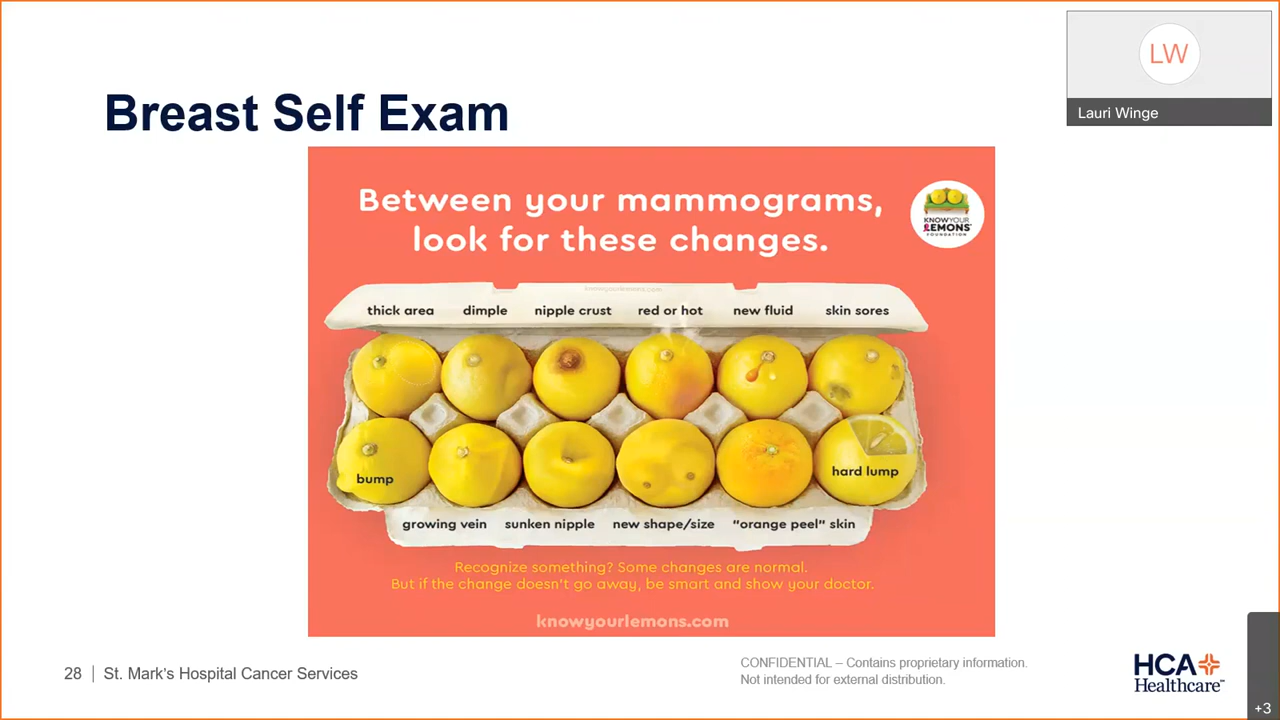 LW
Lauri Winge
Breast Self Exam
Between your mammograms,
look for these changes.
KNOW YOUR
LEMONS
FOUNDATION
knowyourlemons.com
thick area dimple nipple crust red or hot new fluid skin sores
bump
hard lump
growing vein sunken nipple new shape/size "orange peel" skin
Recognize something? Some changes are normal.
But if the change doesn't go away, be smart and show your doctor.
knowyourlemons.com
28 | St. Mark's Hospital Cancer Services
CONFIDENTIAL – Contains proprietary information.
Not intended for external distribution.
HCA
Healthcare™
+3